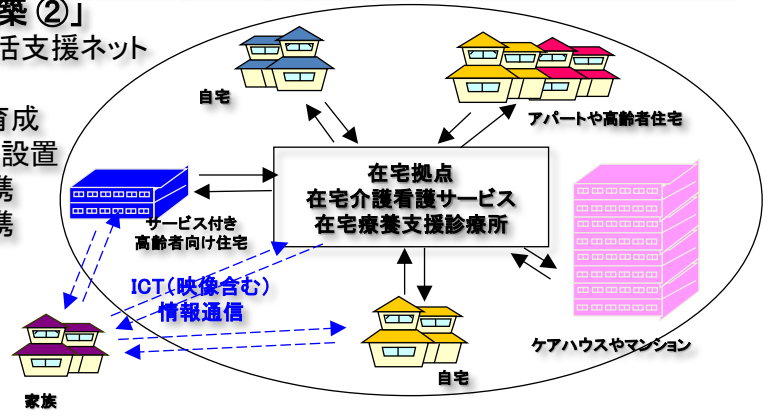 築②」
活支援ネット
育成
設置
携
携
自宅
アパートや高齢者住宅
在宅拠点
在宅介護看護サービス
在宅療養支援診療所
サービス付き
高齢者向け住宅
ICT(映像含む)
情報通信
ケアハウスやマンション
自宅
家族